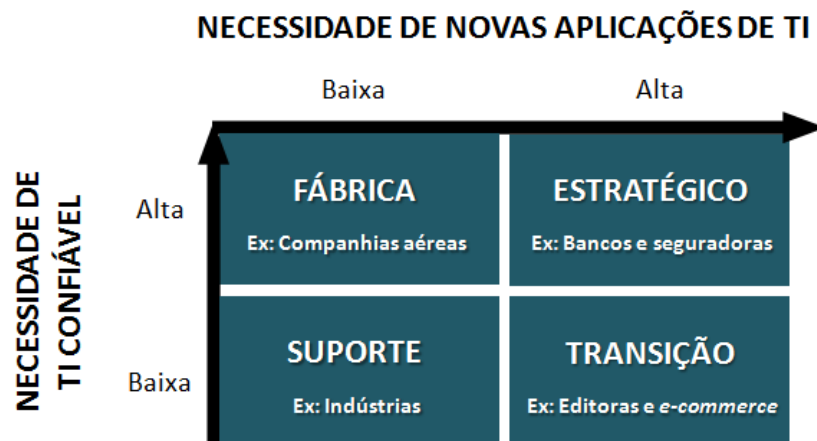 NECESSIDADE DE NOVAS APLICAÇÕES DE TI
Baixa
Alta
NECESSIDADE DE
TI CONFIÁVEL
Alta
FÁBRICA
Ex: Companhias aéreas
ESTRATÉGICO
Ex: Bancos e seguradoras
Baixa
SUPORTE
Ex: Indústrias
TRANSIÇÃO
Ex: Editoras e e-commerce